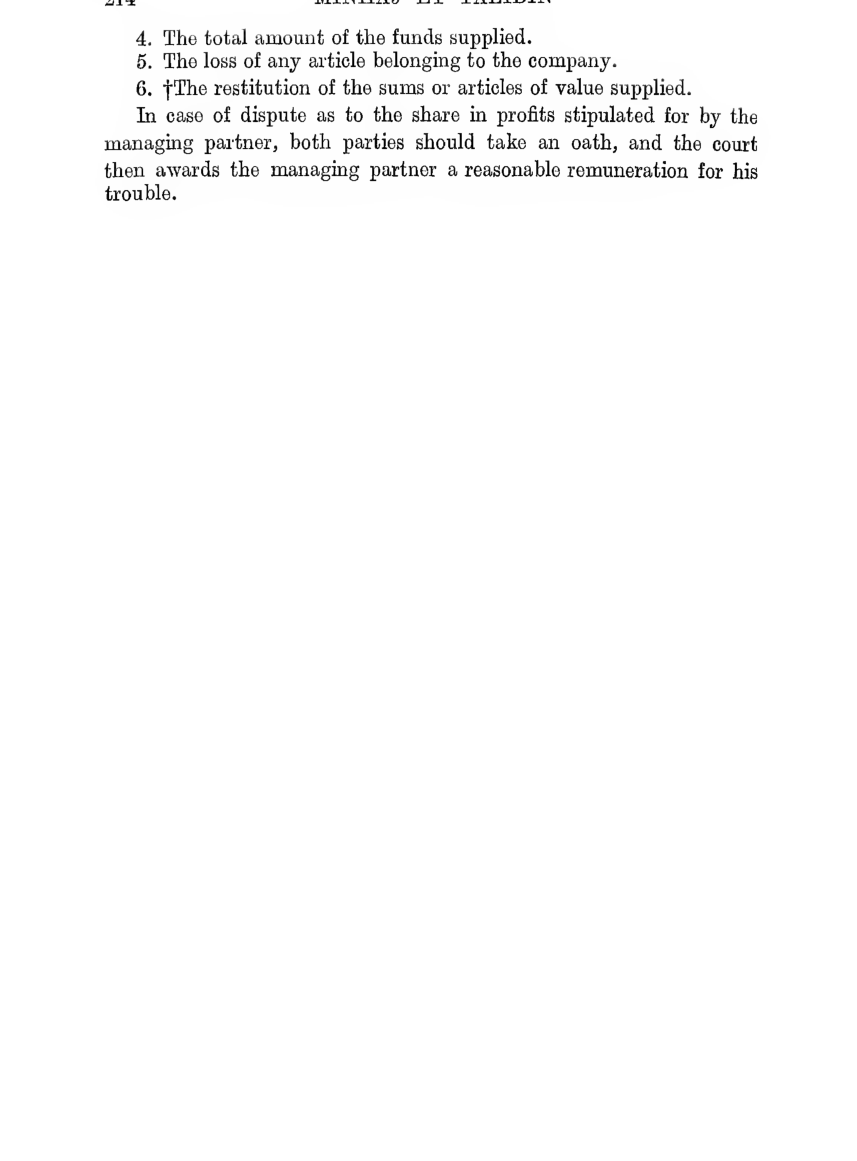 214 MINHAJ ET TALIBIN
4. The total amount of the funds supplied.
5. The loss of any article belonging to the company.
6. †The restitution of the sums or articles of value supplied.
In case of dispute as to the share in profits stipulated for by the
managing partner, both parties should take an oath, and the court
then awards the managing partner a reasonable remuneration for his
trouble.